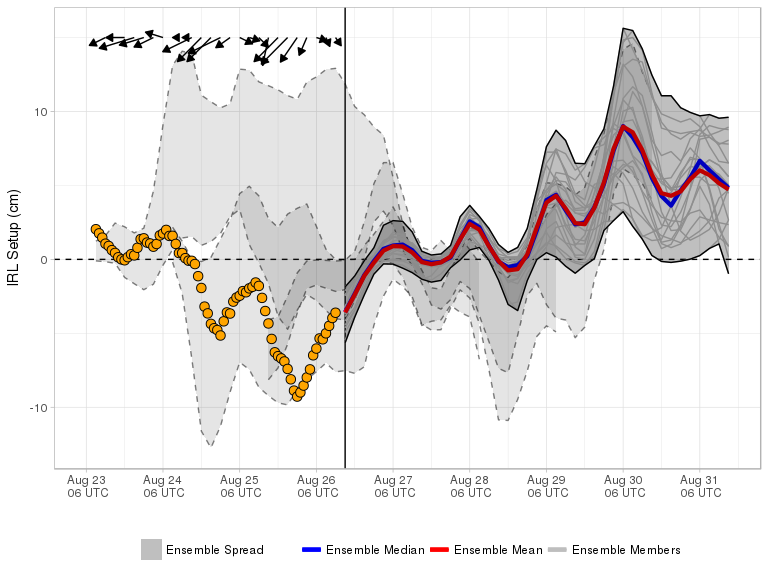 IRL Setup (cm)
10
0
-10
Aug 23 Aug 24 Aug 25 Aug 26 Aug 27 Aug 28 Aug 29 Aug 30 Aug 31
06 UTC 06 UTC 06 UTC 06 UTC 06 UTC 06 UTC 06 UTC 06 UTC 06 UTC
Ensemble Spread Ensemble Median Ensemble Mean Ensemble Members